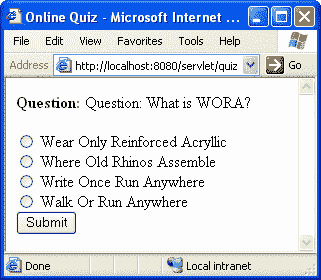 Online Quiz - Microsoft Internet ...
File Edit View Favorites Tools Help
Address http://localhost:8080/servlet/quiz Go
Question: Question: What is WORA?
Wear Only Reinforced Acryllic
Where Old Rhinos Assemble
Write Once Run Anywhere
Walk Or Run Anywhere
Submit
Done Local intranet